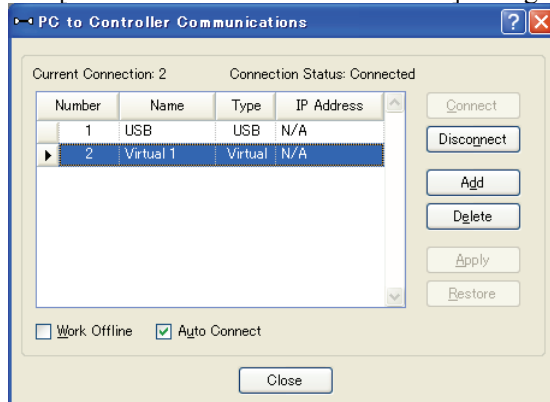 PC to Controller Communications
Current Connection: 2 Connection Status: Connected
Number Name Type IP Address Connect
1 USB USB N/A Disconnect
2 Virtual 1 Virtual N/A
Add
Delete
Apply
Restore
Work Offline Auto Connect
Close